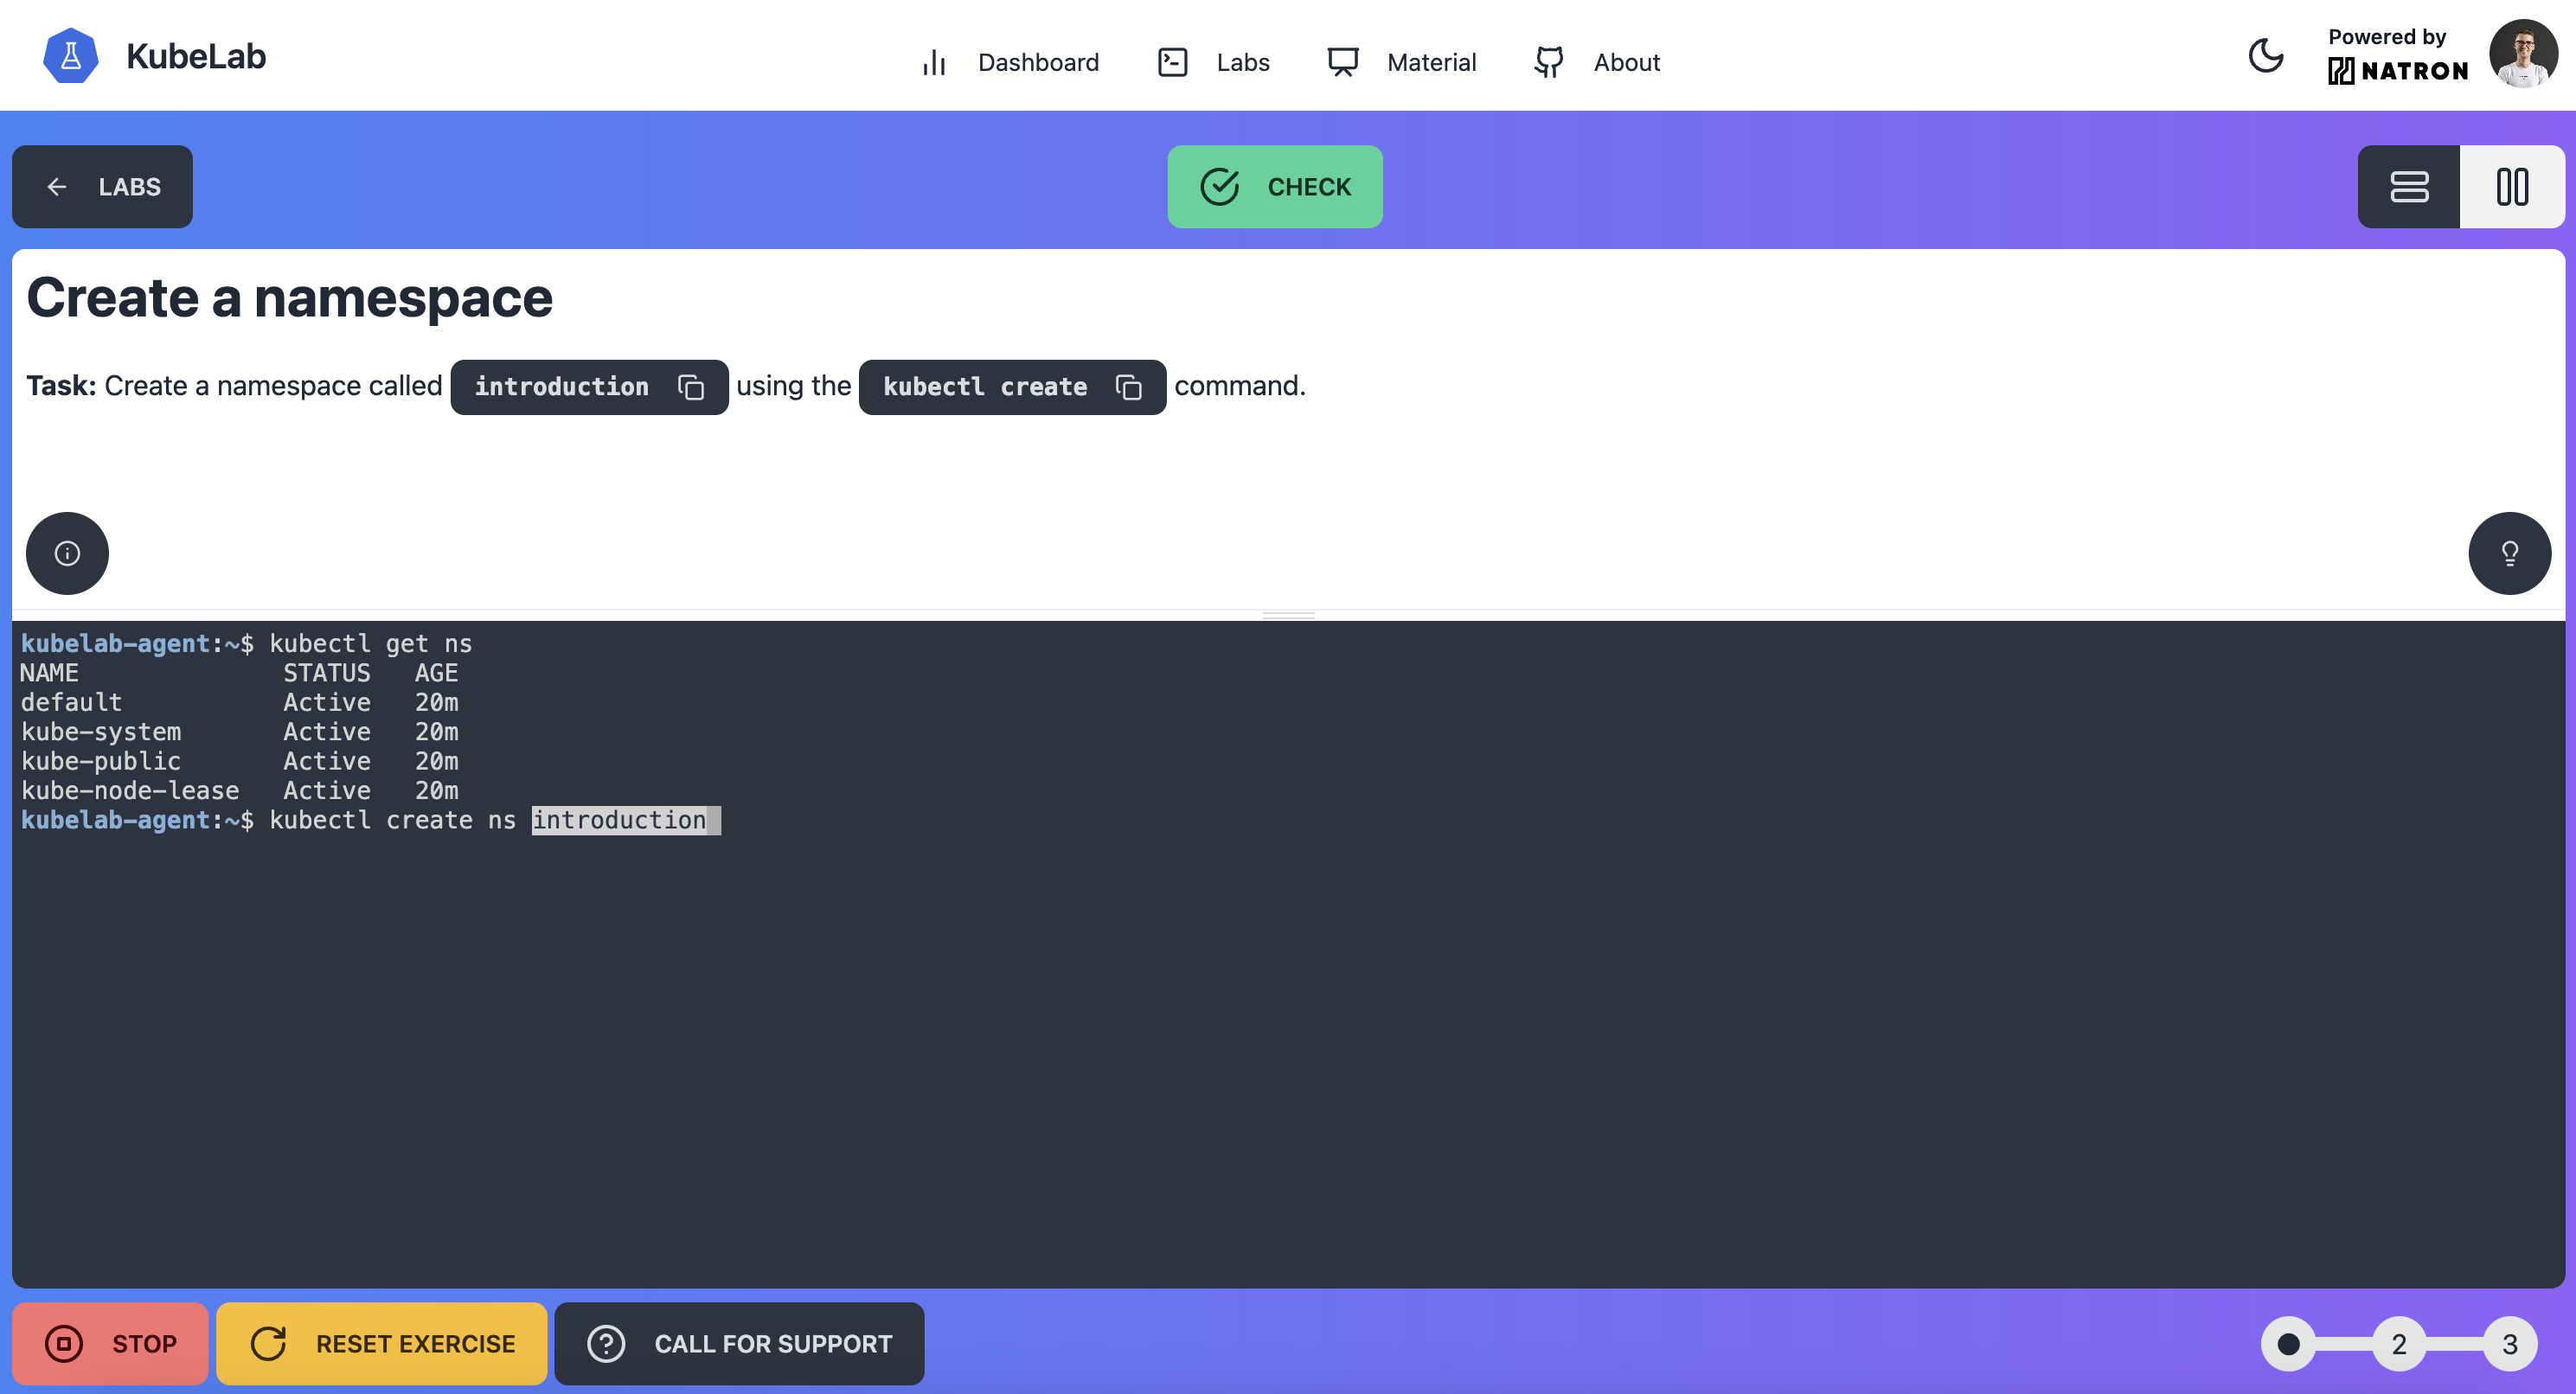 KubeLab
Dashboard
Labs
Material
About
Powered by
NATRON
LABS
CHECK
Create a namespace
Task: Create a namespace called introduction using the kubectl create command.
kubelab-agent:~$ kubectl get ns
NAME STATUS AGE
default Active 20m
kube-system Active 20m
kube-public Active 20m
kube-node-lease Active 20m
kubelab-agent:~$ kubectl create ns introduction
STOP
RESET EXERCISE
CALL FOR SUPPORT
2
3